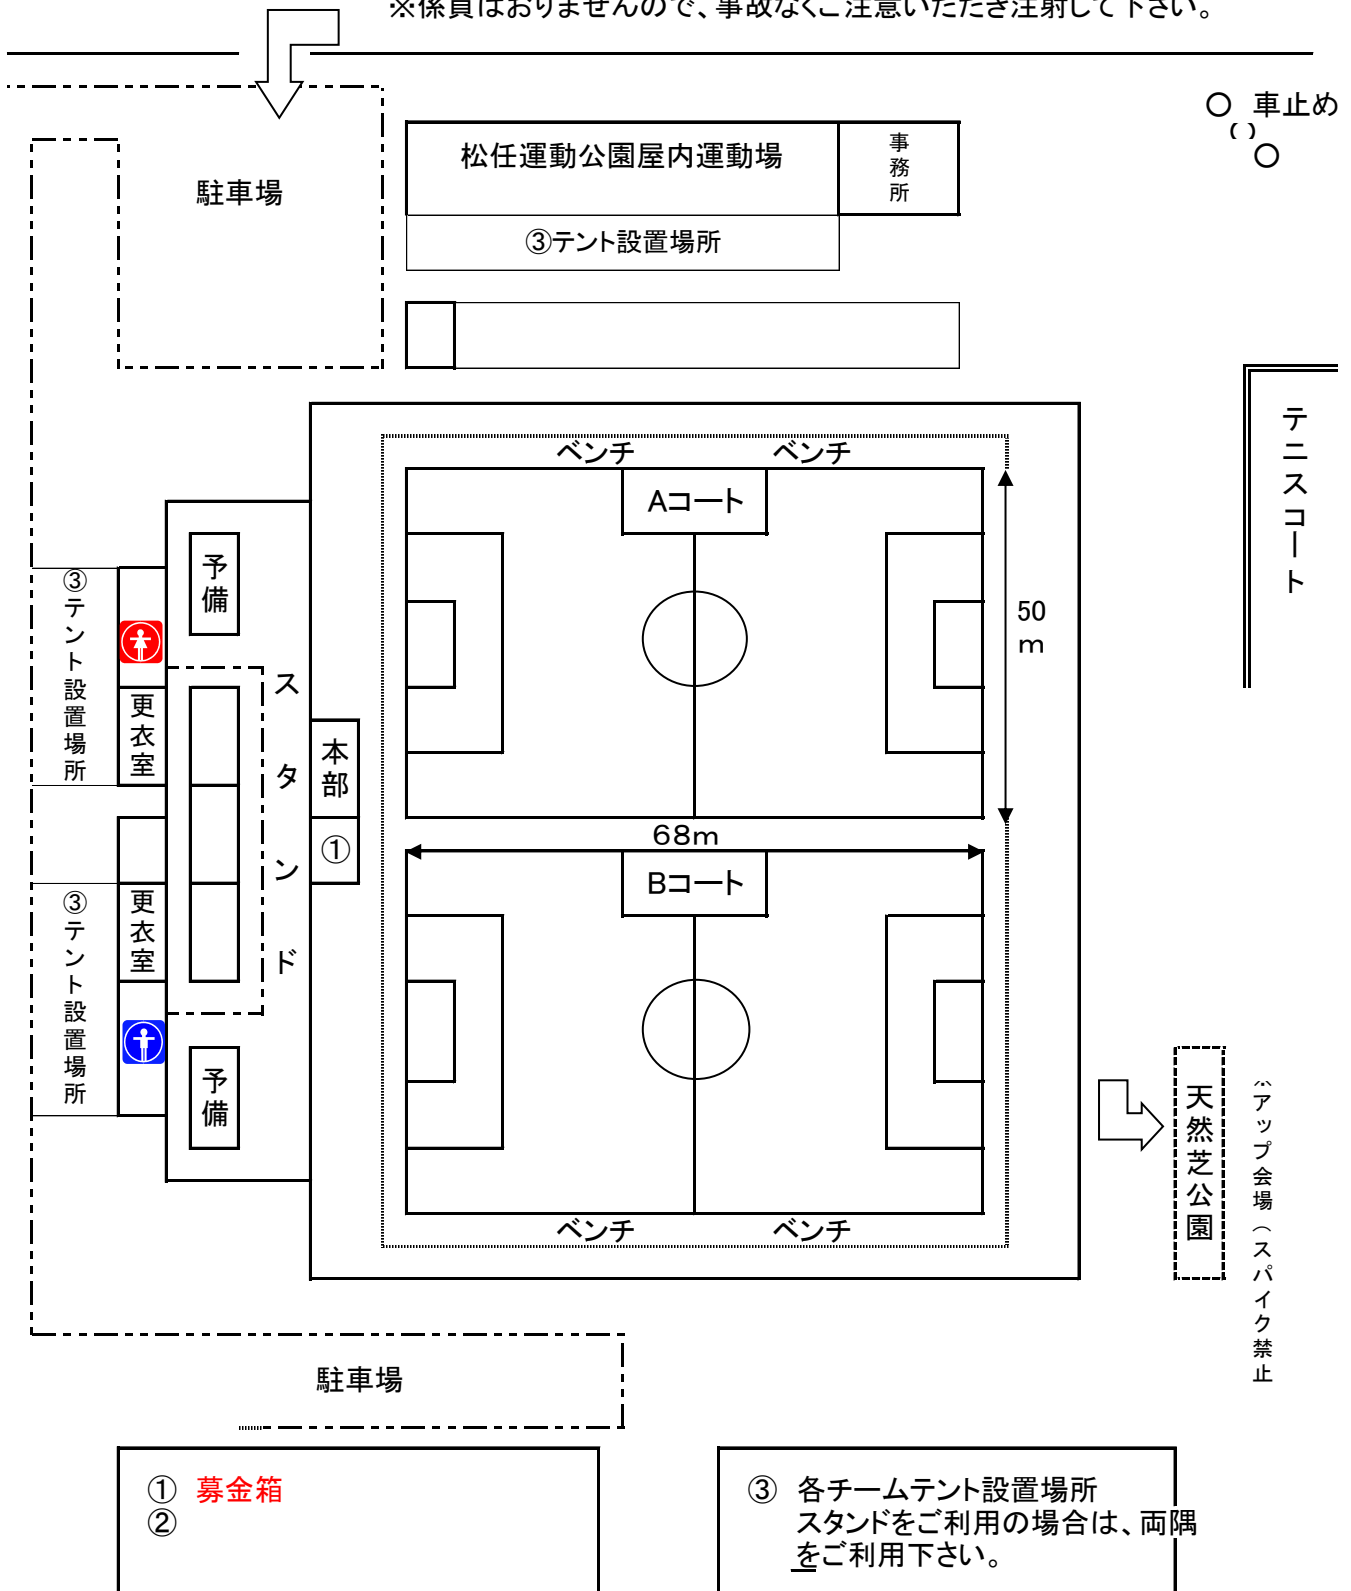 ※係員はおりませんので、事故なくご注意いただき注射して下さい。
車止め
松任運動公園屋内運動場
事務所
駐車場
③テント設置場所
テニスコート
ベンチ
ベンチ
Aコート
予備
50
m
③テント設置場所
スタンド
更衣室
本部
68m
①
Bコート
③テント設置場所
更衣室
予備
天然芝公園
※アップ会場（スパイク禁止
ベンチ
ベンチ
駐車場
① 募金箱
②
③ 各チームテント設置場所
スタンドをご利用の場合は、両隅
をご利用下さい。